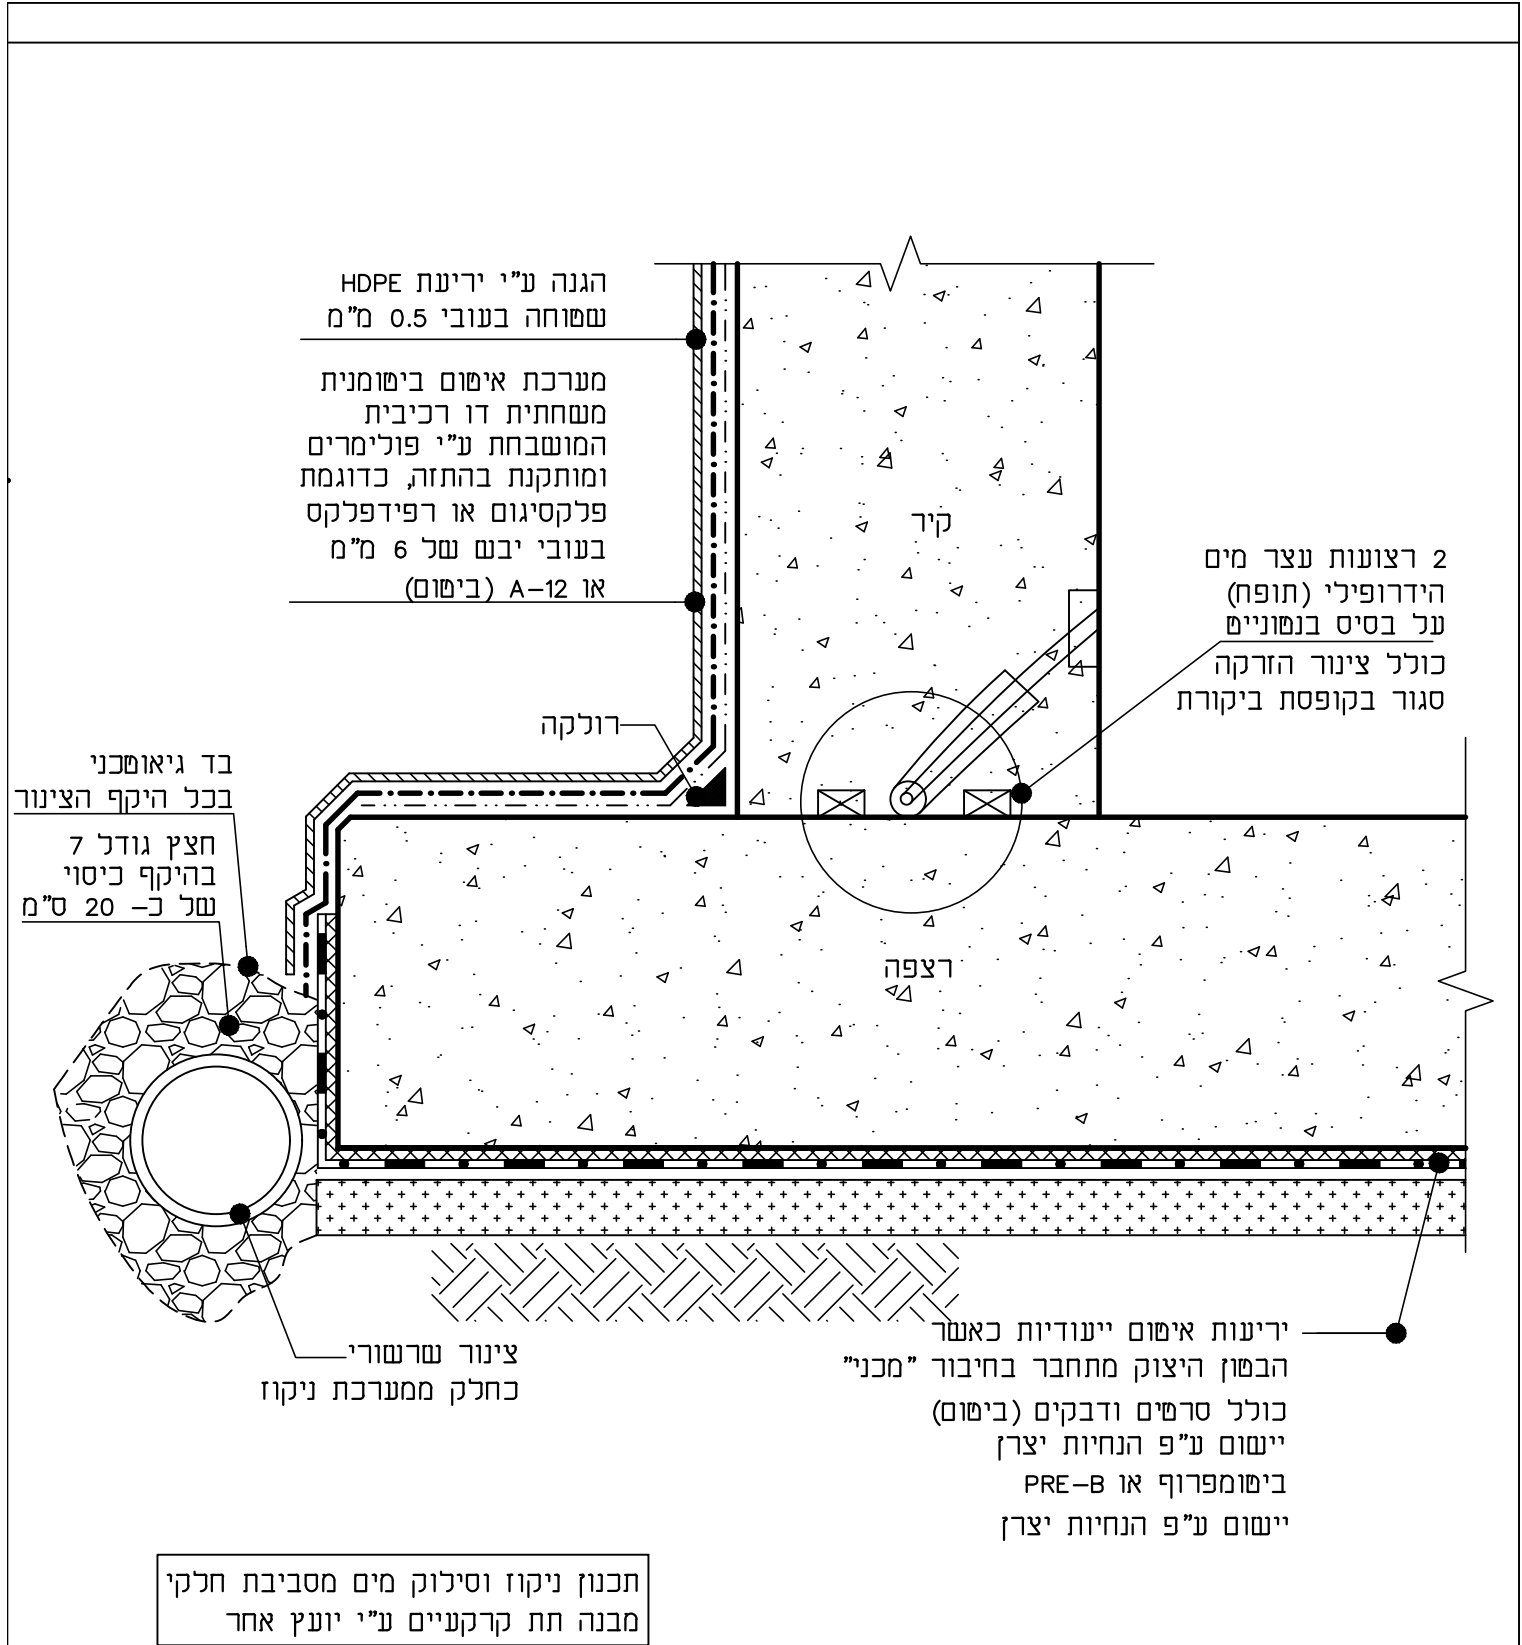 הגנה ע"י יריעת HDPE
שטוחה בעובי 0.5 מ"מ
מערכת איטום ביטומנית
משחתית דו רכיבית
המושבחת ע"י פולימרים
ומותקנת בהתזה, כדוגמת
פלקסיגום או רפידפלקס
בעובי יבש של 6 מ"מ
או A-12 (ביטום)
קיר
2 רצועות עצר מים
הידרופילי (תופח)
על בסיס בנטונייט
כולל צינור הזרקה
סגור בקופסת ביקורת
רולקה
בד גיאוטכני
בכל היקף הצינור
חצץ גודל 7
בהיקף כיסוי
של כ- 20 ס"מ
רצפה
צינור שרשורי
כחלק ממערכת ניקוז
יריעות איטום ייעודיות כאשר
הבטון היצוק מתחבר בחיבור "מכני"
כולל סרטים ודבקים (ביטום)
יישום ע"פ הנחיות יצרן
ביטומפרוף או PRE-B
יישום ע"פ הנחיות יצרן
תכנון ניקוז וסילוק מים מסביבת חלקי
מבנה תת קרקעיים ע"י יועץ אחר